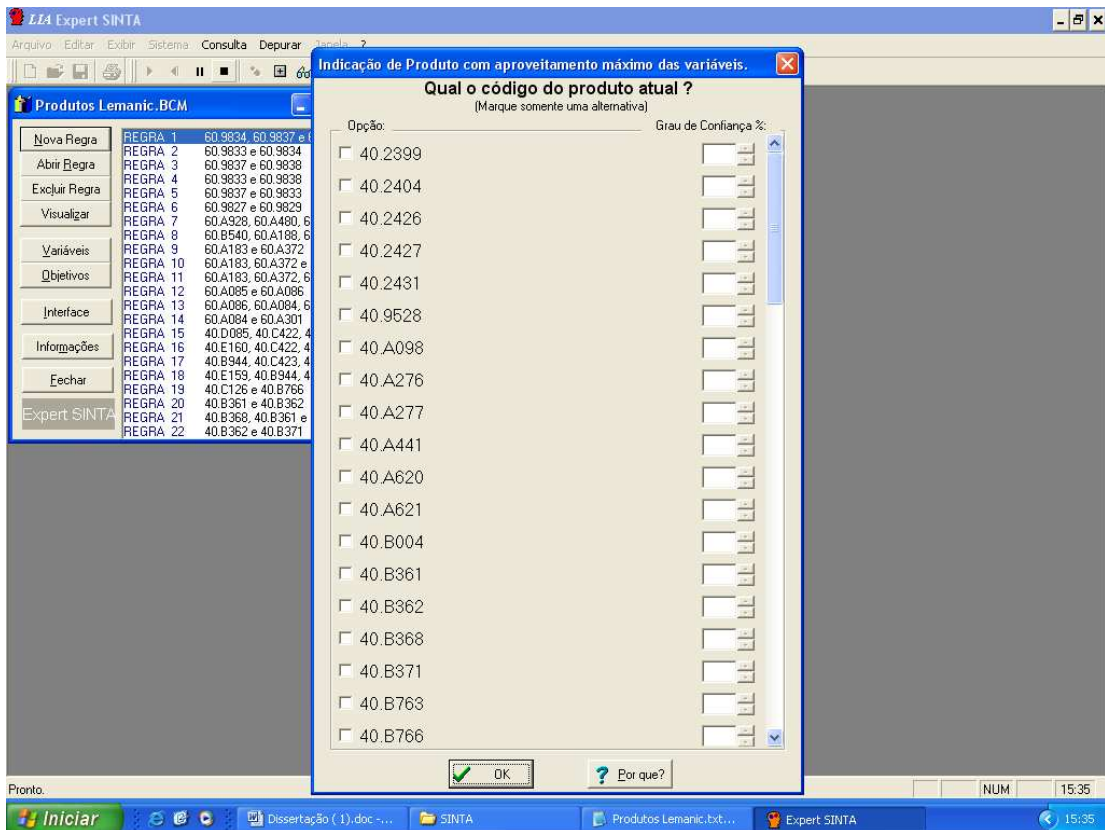 LIA Expert SINTA
Arquivo Editar Exibir Sistema Consulta Depurar Janela ?
Produtos Lemanic.BCM
Nova Regra
Abrir Regra
Excluir Regra
Visualizar
Variáveis
Objetivos
Interface
Informações
Fechar
Expert SINTA
REGRA 1 60.9834, 60.9837 e
REGRA 2 60.9833 e 60.9834
REGRA 3 60.9837 e 60.9838
REGRA 4 60.9833 e 60.9838
REGRA 5 60.9837 e 60.9833
REGRA 6 60.9827 e 60.9829
REGRA 7 60.A928, 60.A480, 6
REGRA 8 60.B540, 60.A188, 6
REGRA 9 60.A183 e 60.A372
REGRA 10 60.A183, 60.A372 e
REGRA 11 60.A183, 60.A372, 6
REGRA 12 60.A085 e 60.A086
REGRA 13 60.A086, 60.A084, 6
REGRA 14 60.A084 e 60.A301
REGRA 15 40.D085, 40.C422, 4
REGRA 16 40.E160, 40.C422, 4
REGRA 17 40.B944, 40.C423, 4
REGRA 18 40.E159, 40.B944, 4
REGRA 19 40.C126 e 40.B766
REGRA 20 40.B361 e 40.B362
REGRA 21 40.B368, 40.B361 e
REGRA 22 40.B362 e 40.B371
Indicação de Produto com aproveitamento máximo das variáveis.
Qual o código do produto atual ?
(Marque somente uma alternativa)
Opção: Grau de Confiança %:
40.2399
40.2404
40.2426
40.2427
40.2431
40.9528
40.A098
40.A276
40.A277
40.A441
40.A620
40.A621
40.B004
40.B361
40.B362
40.B368
40.B371
40.B763
40.B766
OK
? Por que?
Pronto. NUM 15:35
Iniciar Dissertação ( 1).doc -... SINTA Produtos Lemanic.txt... Expert SINTA 15:35